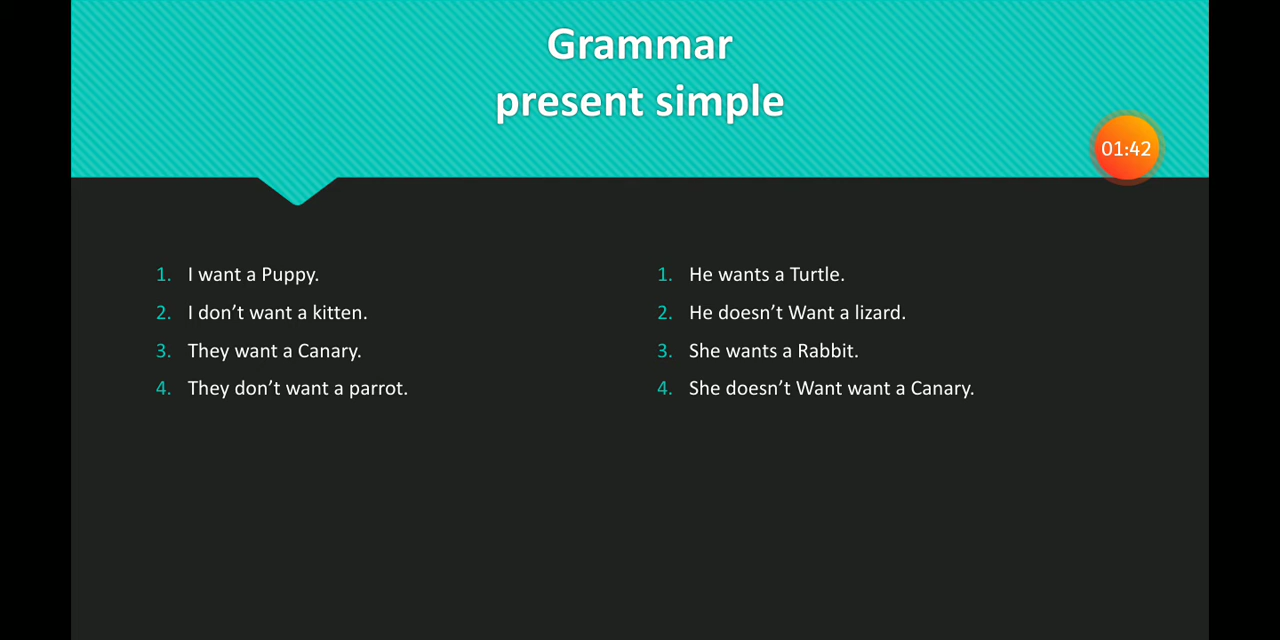 Grammar
present simple
01:42
1. I want a Puppy.
2. I don’t want a kitten.
3. They want a Canary.
4. They don’t want a parrot.
1. He wants a Turtle.
2. He doesn’t Want a lizard.
3. She wants a Rabbit.
4. She doesn’t Want want a Canary.